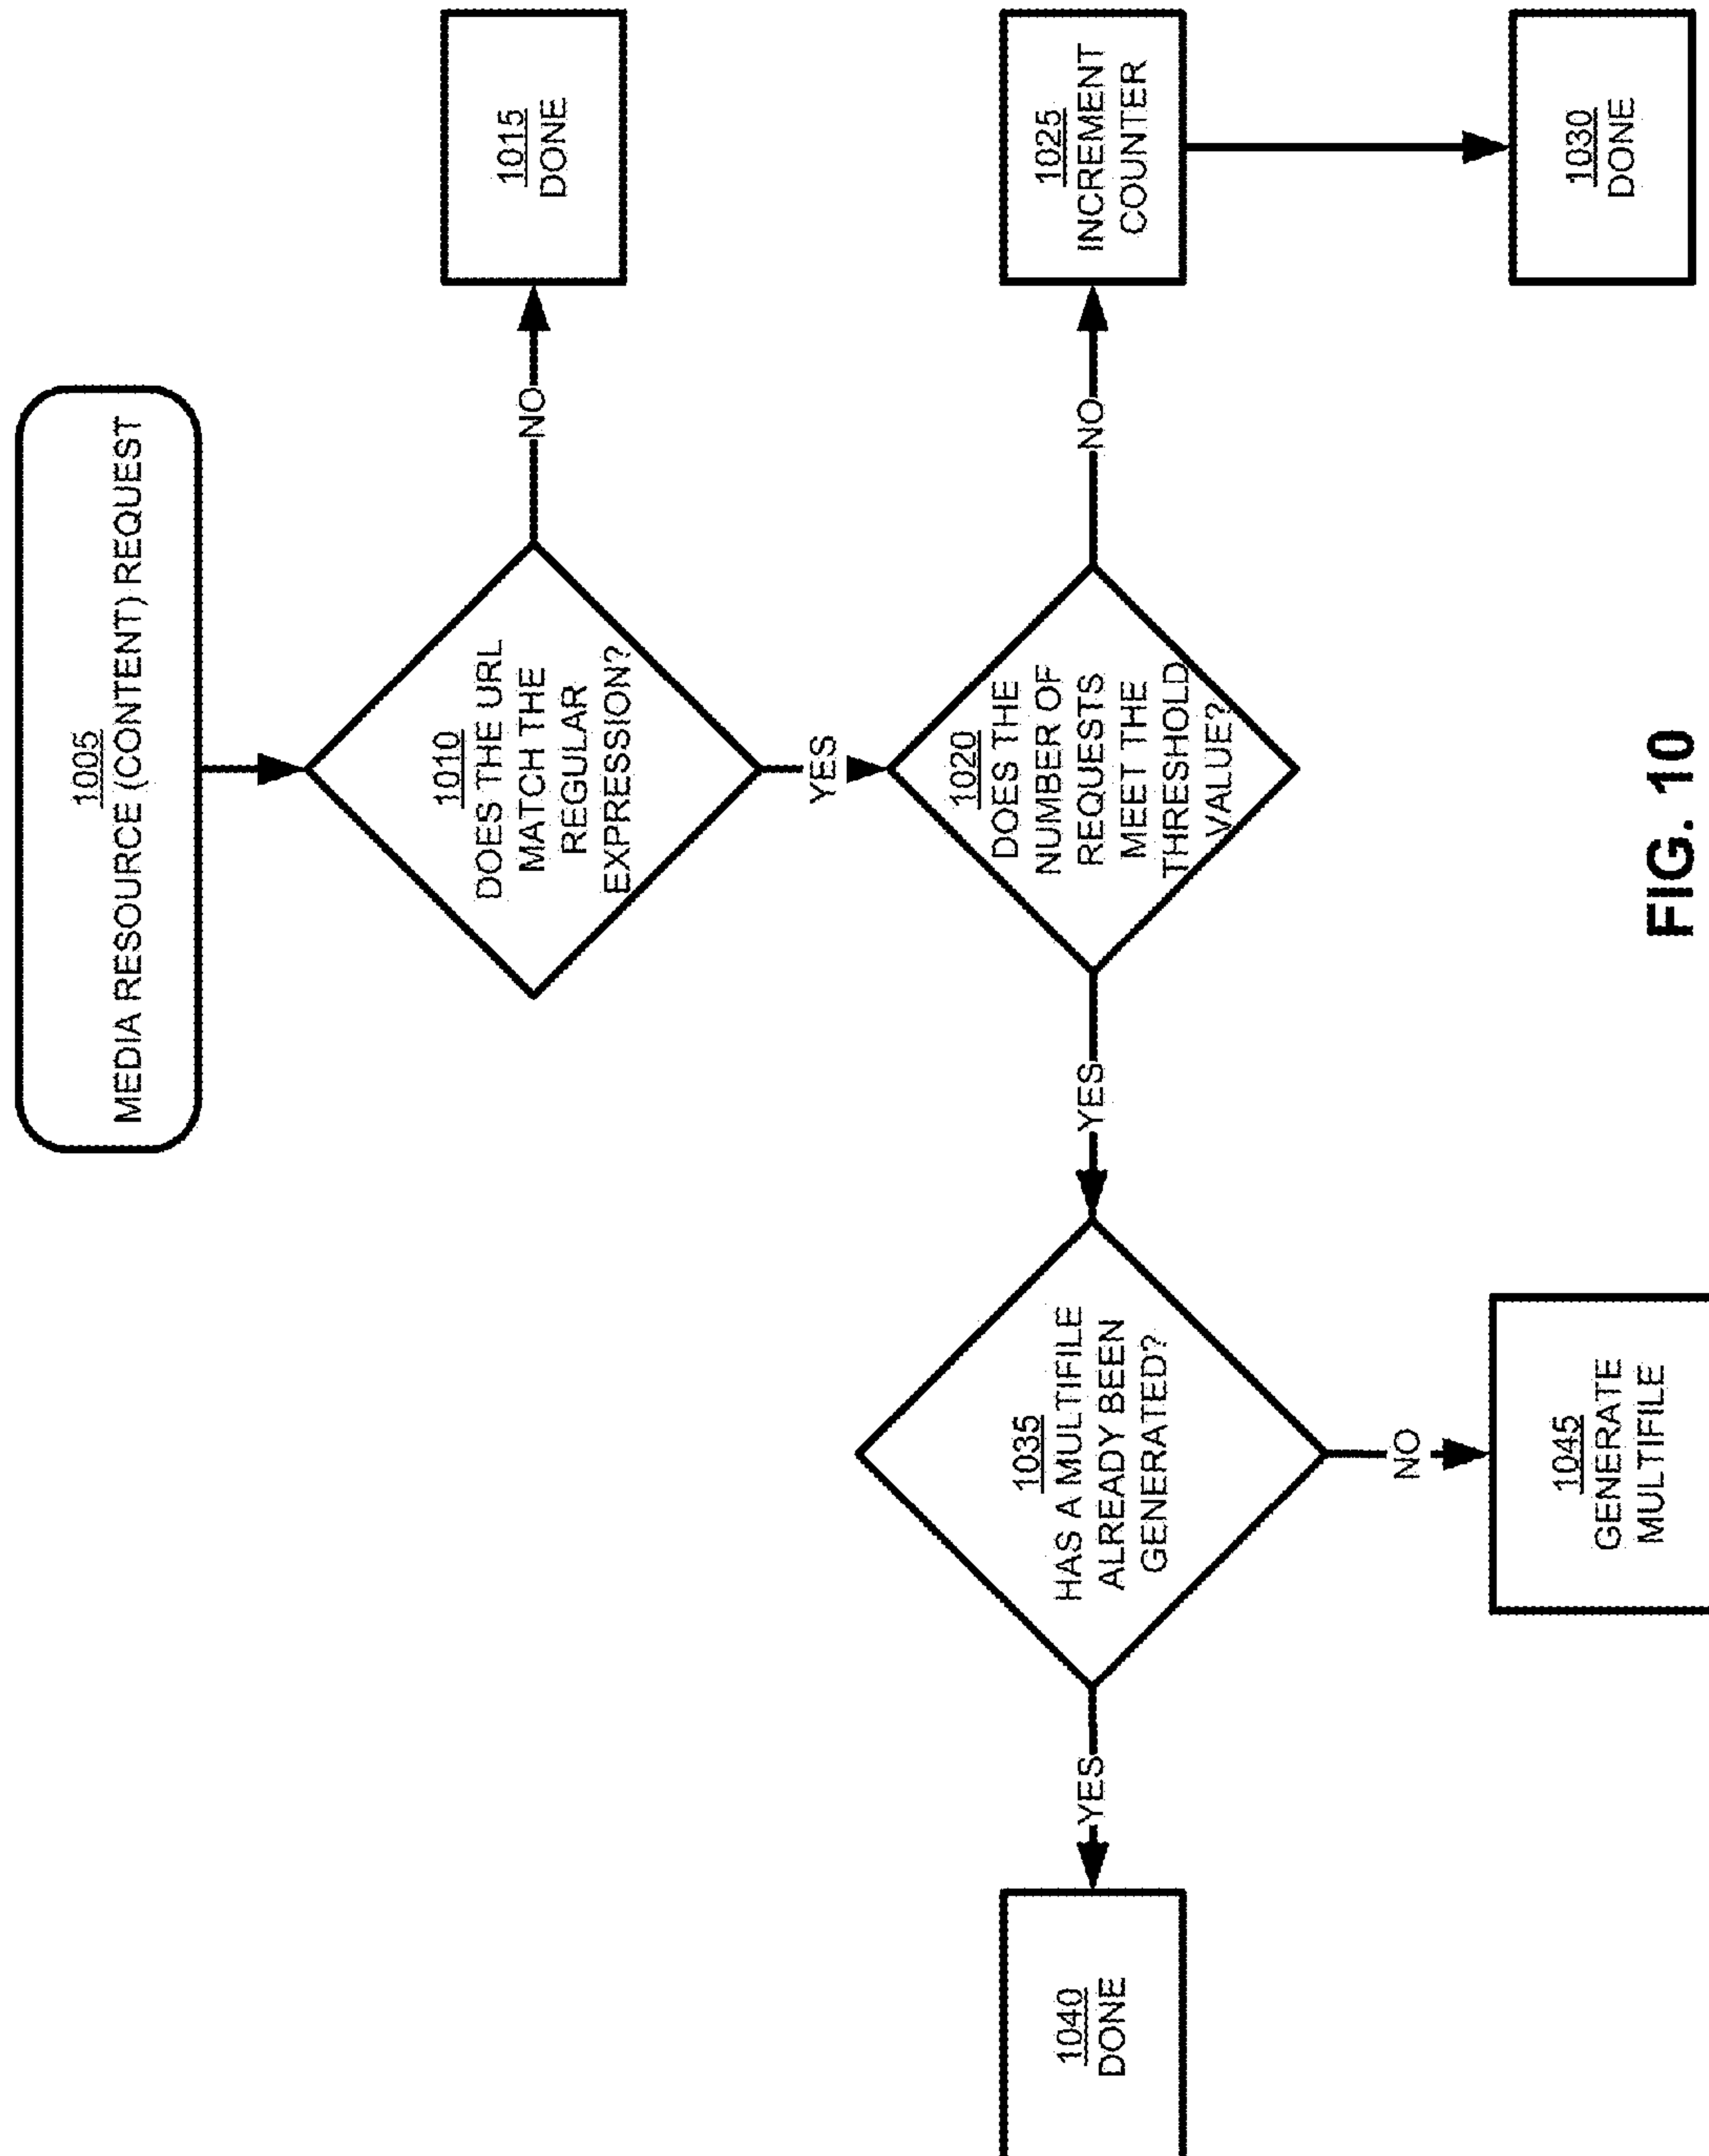 1005
MEDIA RESOURCE (CONTENT) REQUEST
1010
DOES THE URL
MATCH THE
REGULAR
EXPRESSION?
NO
1015
DONE
YES
1020
DOES THE
NUMBER OF
REQUESTS
MEET THE
THRESHOLD
VALUE?
NO
1025
INCREMENT
COUNTER
1030
DONE
YES
1035
HAS A MULTIFILE
ALREADY BEEN
GENERATED?
YES
1040
DONE
NO
1045
GENERATE
MULTIFILE
FIG. 10